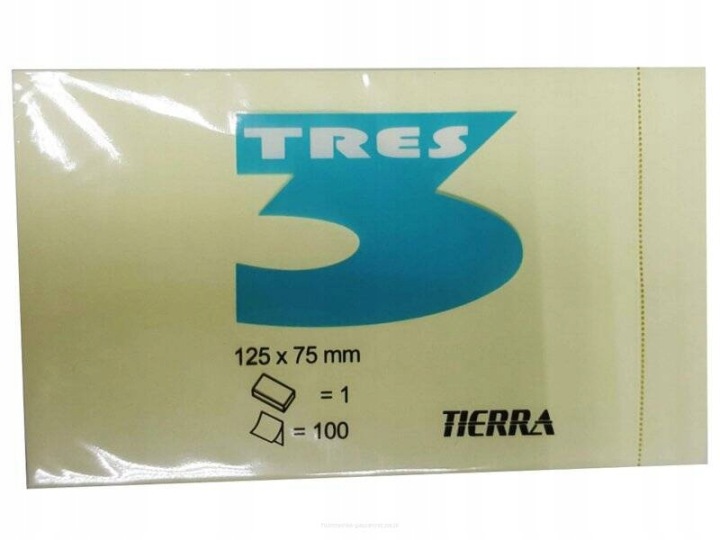 TRES
3
125 x 75 mm
= 1
= 100
TIERRA